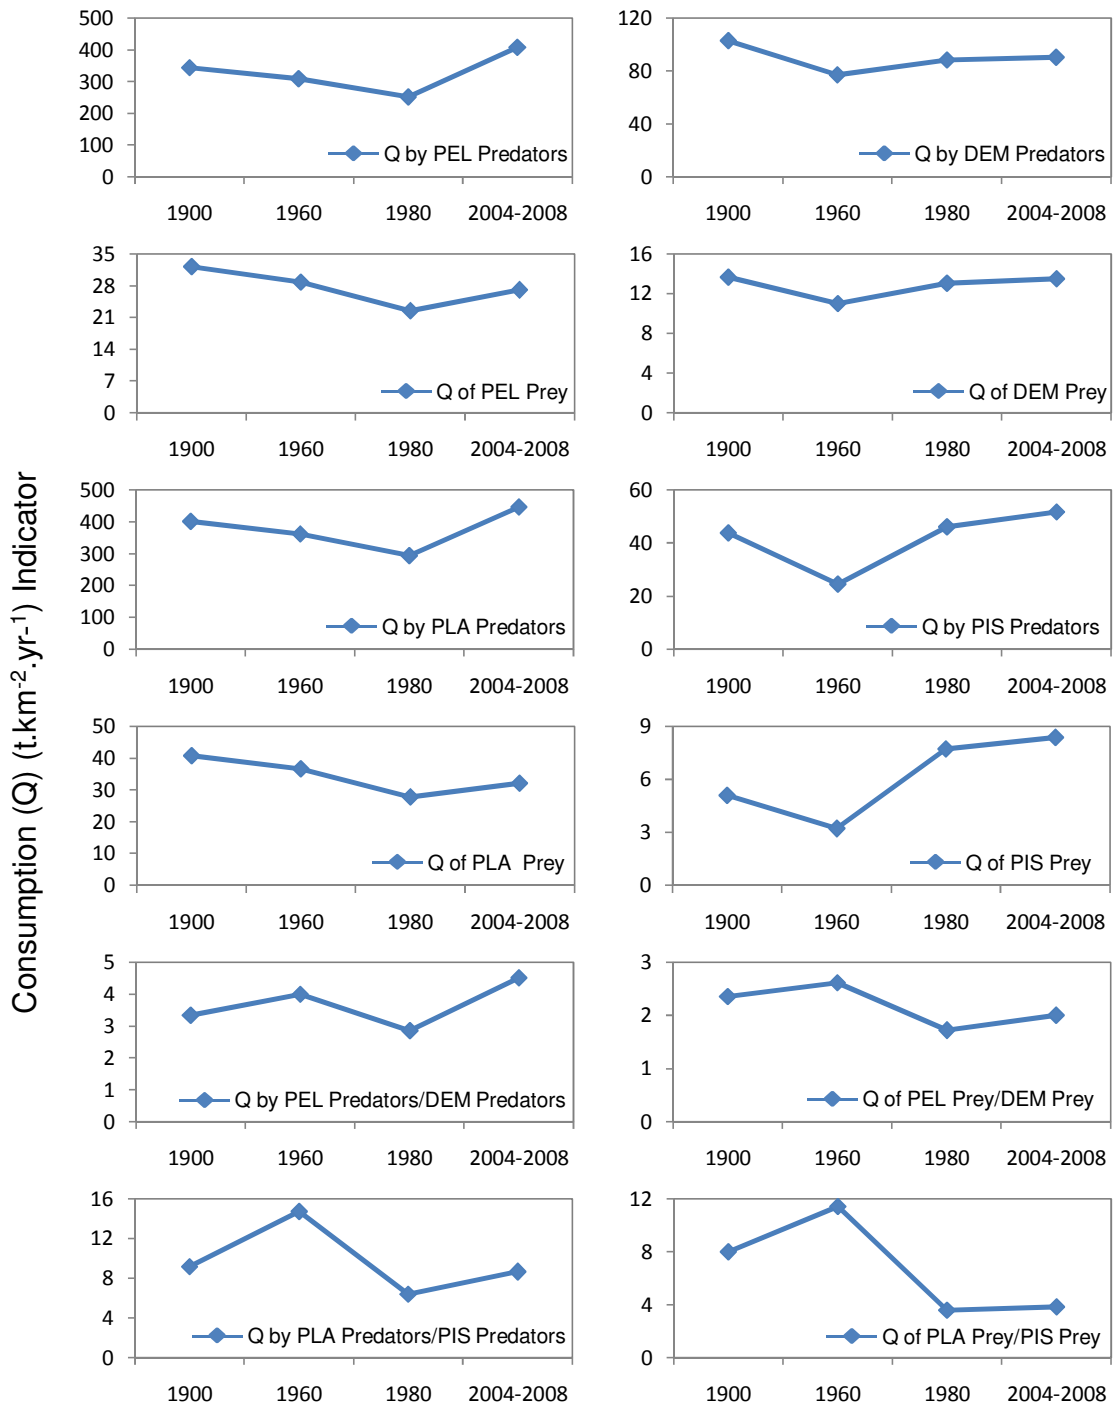 Consumption (Q) (t.km-2.yr-1) Indicator
500
400
300
200
100
0
Q by PEL Predators
1900 1960 1980 2004-2008
120
80
40
0
Q by DEM Predators
1900 1960 1980 2004-2008
35
28
21
14
7
0
Q of PEL Prey
1900 1960 1980 2004-2008
16
12
8
4
0
Q of DEM Prey
1900 1960 1980 2004-2008
500
400
300
200
100
0
Q by PLA Predators
1900 1960 1980 2004-2008
60
40
20
0
Q by PIS Predators
1900 1960 1980 2004-2008
50
40
30
20
10
0
Q of PLA Prey
1900 1960 1980 2004-2008
9
6
3
0
Q of PIS Prey
1900 1960 1980 2004-2008
5
4
3
2
1
0
Q by PEL Predators/DEM Predators
1900 1960 1980 2004-2008
3
2
1
0
Q of PEL Prey/DEM Prey
1900 1960 1980 2004-2008
16
12
8
4
0
Q by PLA Predators/PIS Predators
1900 1960 1980 2004-2008
12
8
4
0
Q of PLA Prey/PIS Prey
1900 1960 1980 2004-2008